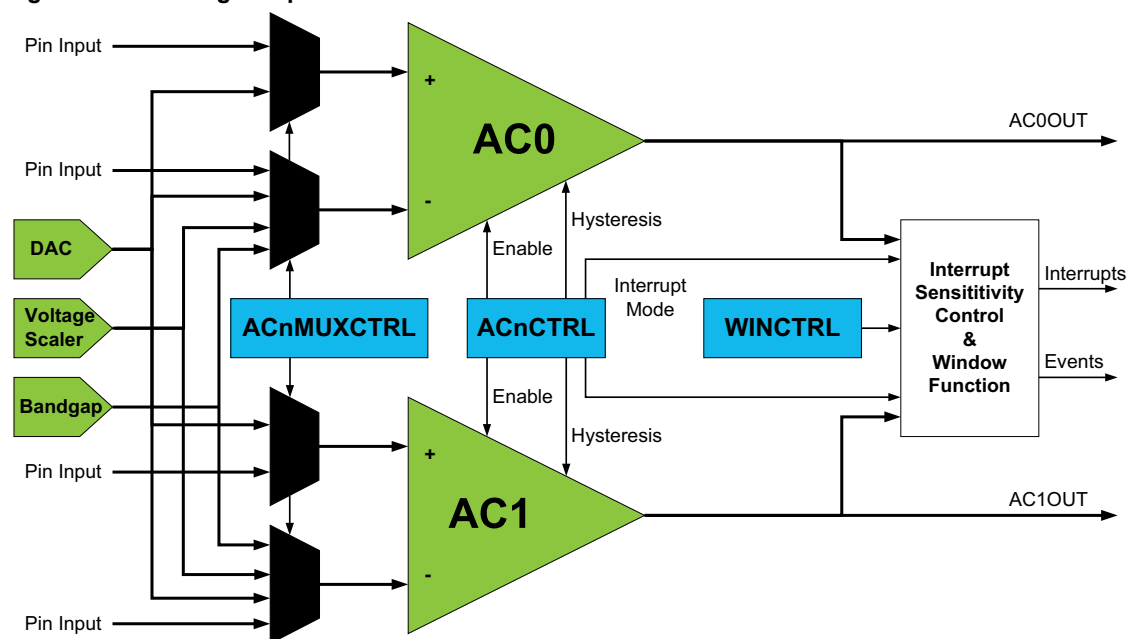 Pin Input
+
AC0
AC0OUT
Pin Input
-
Hysteresis
DAC
Enable
Interrupt
Sensititivity
Control
&
Window
Function
Interrupts
Interrupt
Mode
Voltage
Scaler
ACnMUXCTRL
ACnCTRL
WINCTRL
Events
Bandgap
Enable
Hysteresis
+
Pin Input
AC1
AC1OUT
-
Pin Input